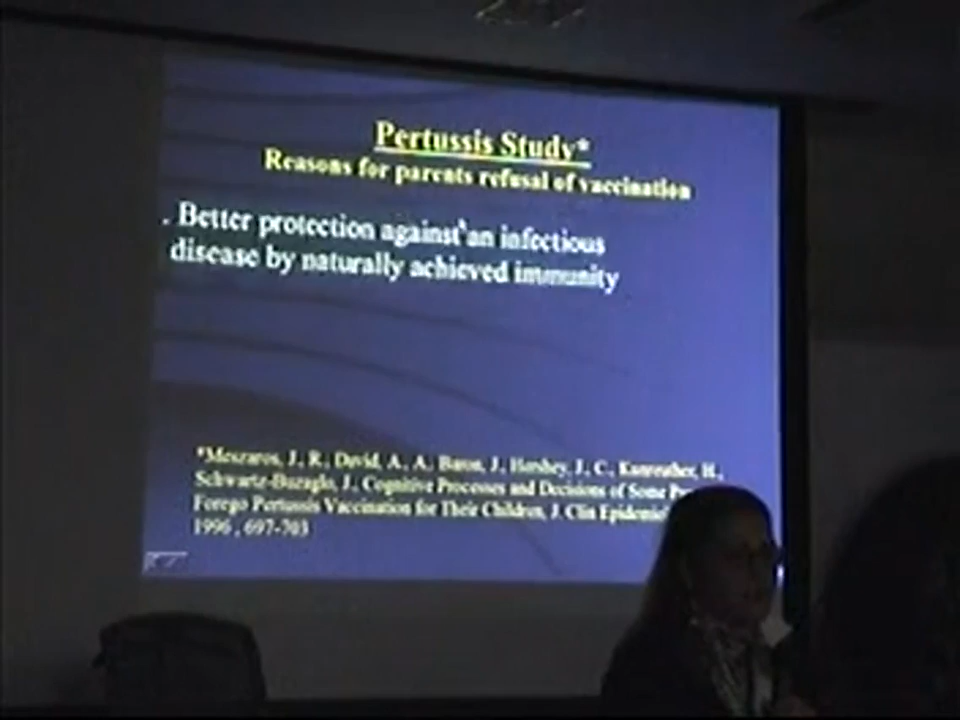 Pertussis Study*
Reasons for parents refusal of vaccination
. Better protection against an infectious
disease by naturally achieved immunity
*Meszaros, J., R., David, A., A., Baron, J., Hershey, J., C., Kunreuther, H.,
Schwartz-Buzaglo, J., Cognitive Processes and Decisions of Some
Forego Pertussis Vaccination for Their Children, J. Clin
1996, 697-703